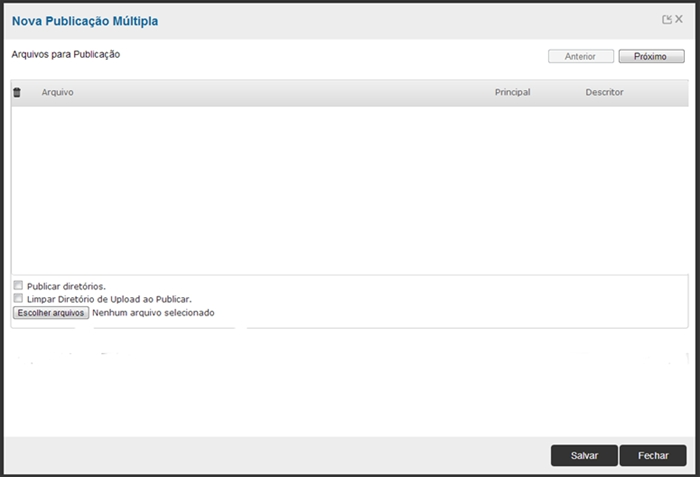 Nova Publicação Múltipla
Arquivos para Publicação
Anterior Próximo
Arquivo Principal Descritor
Publicar diretórios.
Limpar Diretório de Upload ao Publicar.
Escolher arquivos Nenhum arquivo selecionado
Salvar Fechar